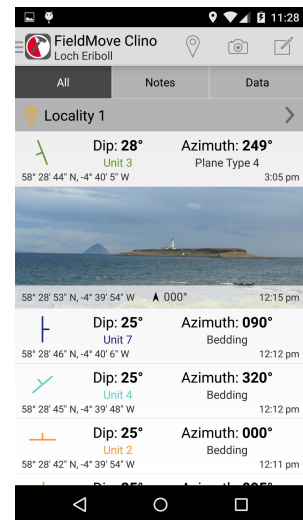 11:28
FieldMove Clino
Loch Eriboll
All Notes Data
Locality 1
Dip: 28° Azimuth: 249°
Unit 3 Plane Type 4
58° 28' 44" N, -4° 40' 5" W 3:05 pm
58° 28' 53" N, -4° 39' 54" W 000° 12:15 pm
Dip: 25° Azimuth: 090°
Unit 7 Bedding
58° 28' 46" N, -4° 40' 6" W 12:12 pm
Dip: 25° Azimuth: 320°
Unit 4 Bedding
58° 28' 45" N, -4° 39' 48" W 12:12 pm
Dip: 25° Azimuth: 000°
Unit 2 Bedding
58° 28' 42" N, -4° 39' 54" W 12:11 pm